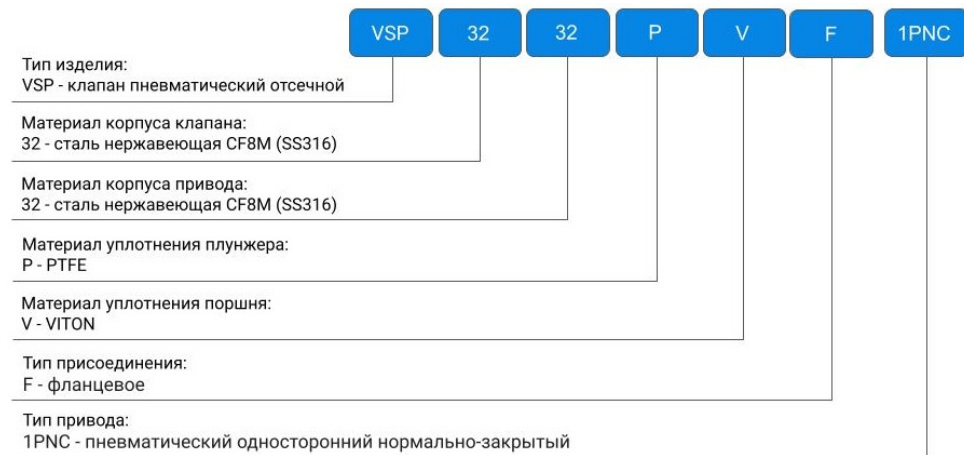 VSP 32 32 P V F 1PNC
Тип изделия:
VSP - клапан пневматический отсечной
Материал корпуса клапана:
32 - сталь нержавеющая CF8M (SS316)
Материал корпуса привода:
32 - сталь нержавеющая CF8M (SS316)
Материал уплотнения плунжера:
P - PTFE
Материал уплотнения поршня:
V - VITON
Тип присоединения:
F - фланцевое
Тип привода:
1PNC - пневматический односторонний нормально-закрытый